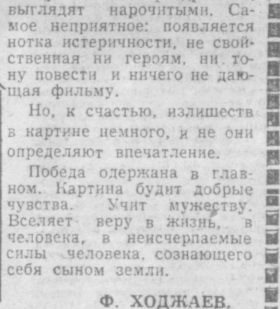 выглядят нарочитыми. Са-
мое неприятное: появляется
нотка истеричности, не свой-
ственная ни героям, ни то-
ну повести и ничего не даю-
щая фильму.
Но, к счастью, излишеств
в картине немного, и не они
определяют впечатление.
Победа одержана в глав-
ном. Картина будит добрые
чувства. Учит мужеству.
Вселяет веру в жизнь, в
человека, в неисчерпаемые
силы человека, сознающего
себя сыном земли.
Ф. ХОДЖАЕВ.